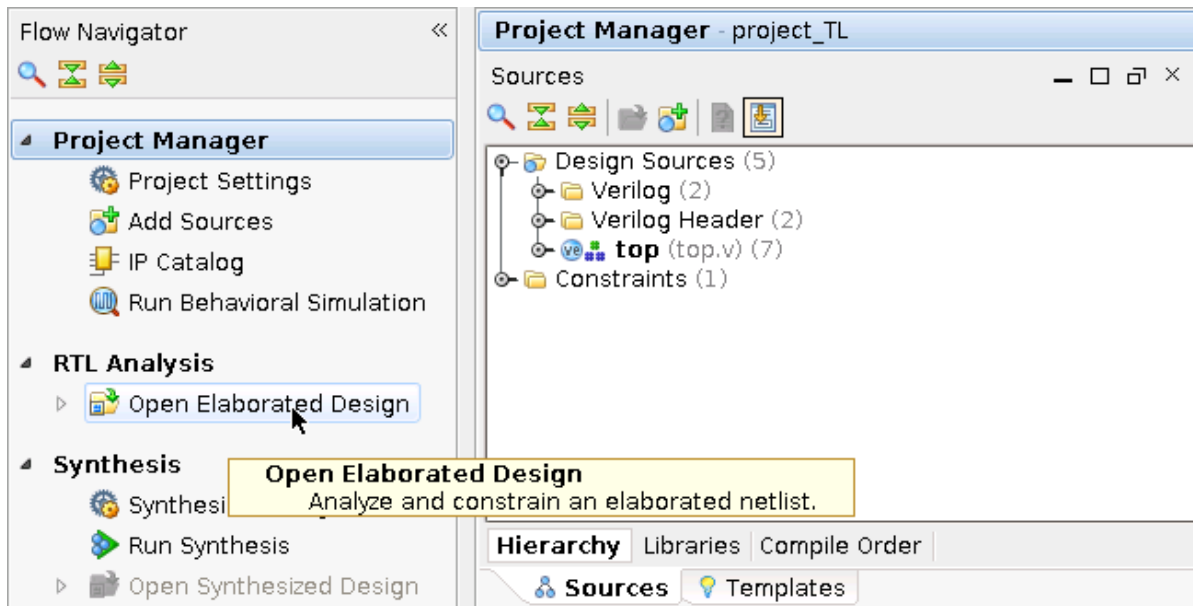 Flow Navigator
Project Manager
Project Settings
Add Sources
IP Catalog
Run Behavioral Simulation
RTL Analysis
Open Elaborated Design
Synthesis
Run Synthesis
Open Synthesized Design
Open Elaborated Design
Analyze and constrain an elaborated netlist.
Project Manager - project_TL
Sources
Design Sources (5)
Verilog (2)
Verilog Header (2)
top (top.v) (7)
Constraints (1)
Hierarchy Libraries Compile Order
Sources Templates